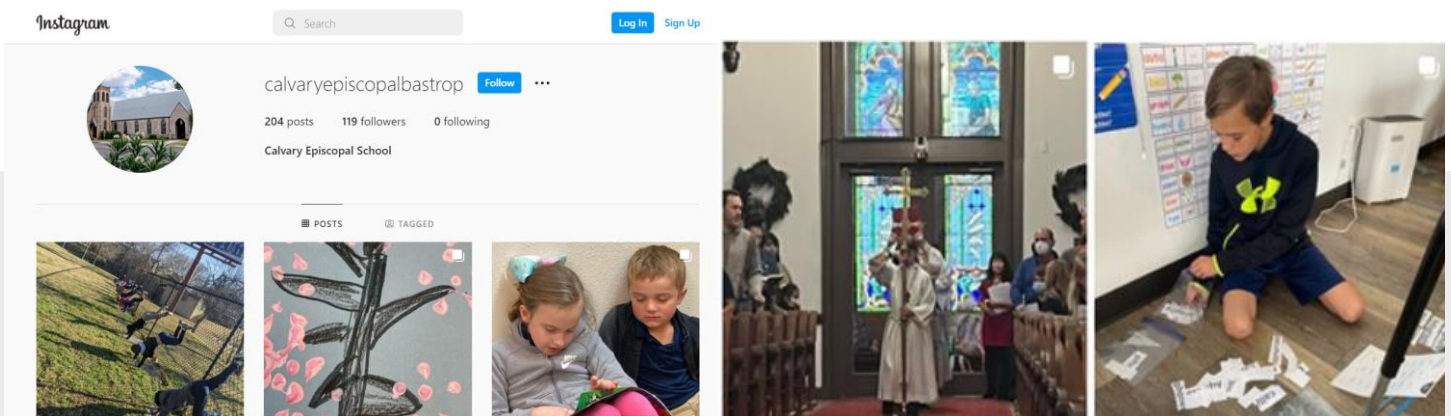 Instagram
Search
Log In Sign Up
calvaryepiscopalbastrop Follow
204 posts 119 followers 0 following
Calvary Episcopal School
POSTS TAGGED